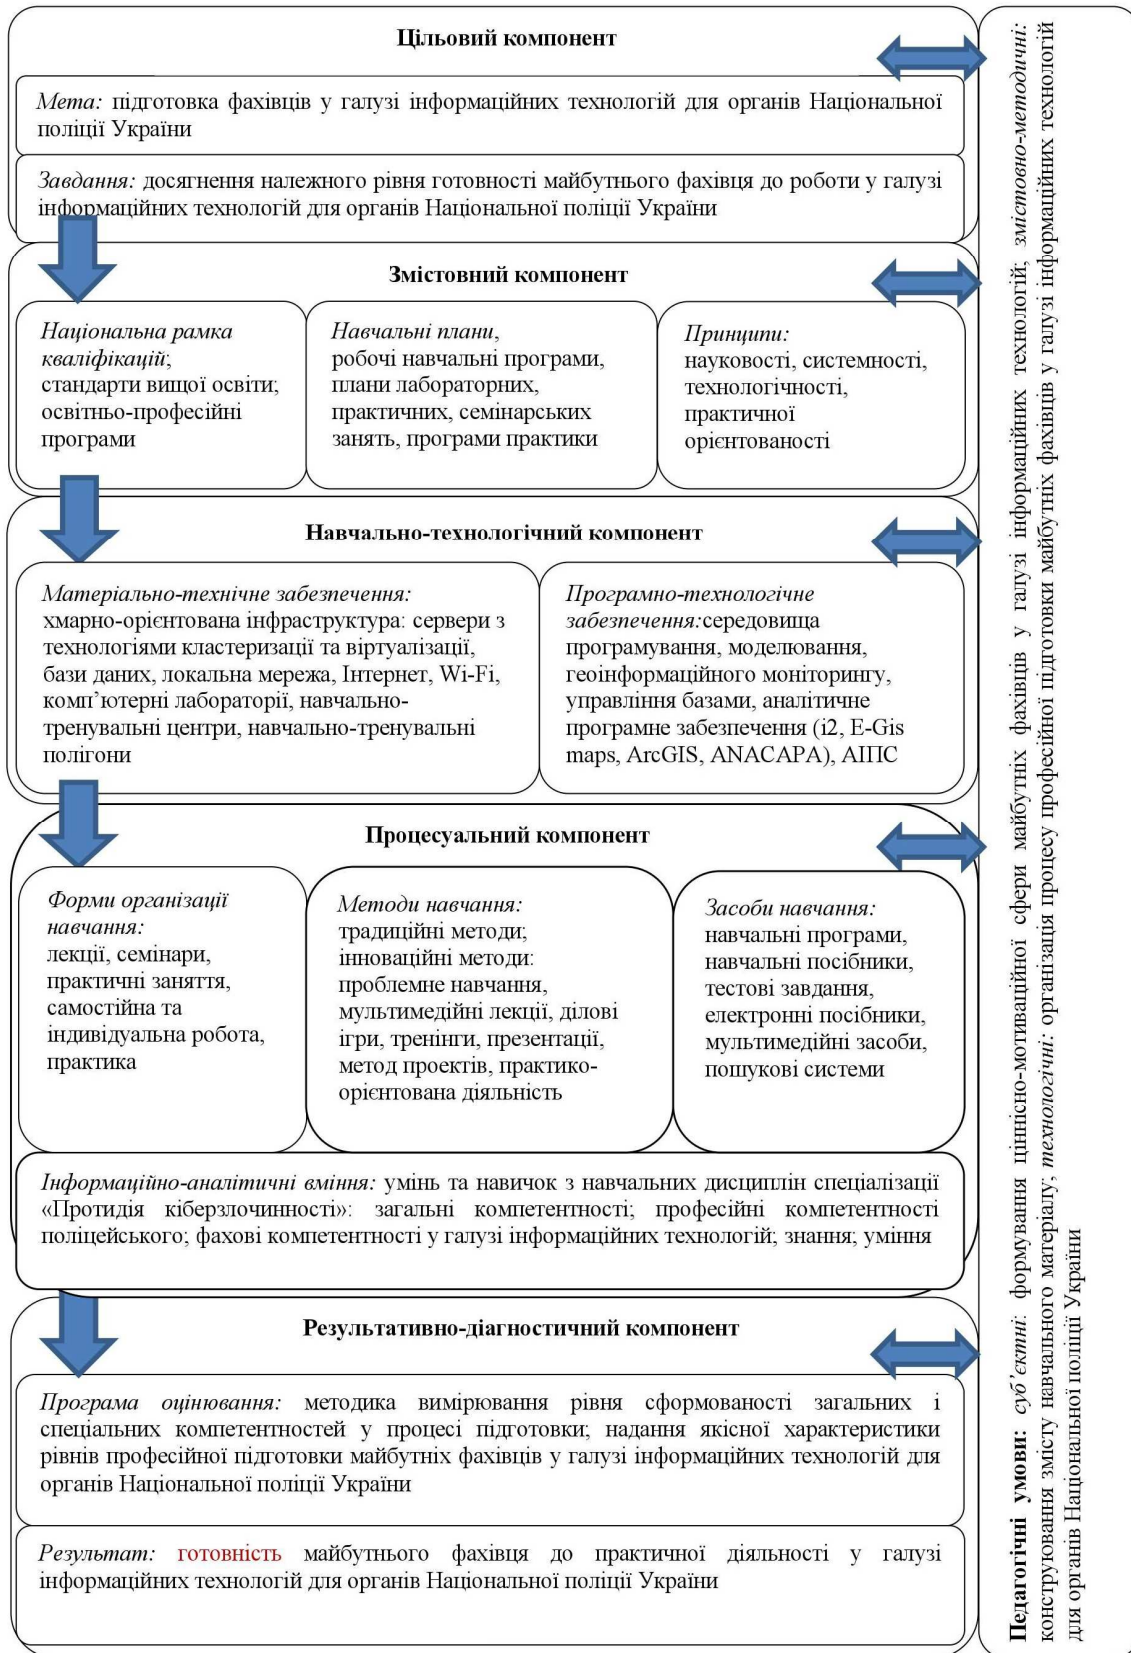 Цільовий компонент
Мета: підготовка фахівців у галузі інформаційних технологій для органів Національної
поліції України
Завдання: досягнення належного рівня готовності майбутнього фахівця до роботи у галузі
інформаційних технологій для органів Національної поліції України
Змістовний компонент
Національна рамка
кваліфікацій;
стандарти вищої освіти;
освітньо-професійні
програми
Навчальні плани,
робочі навчальні програми,
плани лабораторних,
практичних, семінарських
занять, програми практики
Принципи:
науковості, системності,
технологічності,
практичної
орієнтованості
Навчально-технологічний компонент
Матеріально-технічне забезпечення:
хмарно-орієнтована інфраструктура: сервери з
технологіями кластеризації та віртуалізації,
бази даних, локальна мережа, Інтернет, Wi-Fi,
комп’ютерні лабораторії, навчально-
тренувальні центри, навчально-тренувальні
полігони
Програмно-технологічне
забезпечення:середовища
програмування, моделювання,
геоінформаційного моніторингу,
управління базами, аналітичне
програмне забезпечення (i2, E-Gis
maps, ArcGIS, ANACAPA), АІПС
Процесуальний компонент
Форми організації
навчання:
лекції, семінари,
практичні заняття,
самостійна та
індивідуальна робота,
практика
Методи навчання:
традиційні методи;
інноваційні методи:
проблемне навчання,
мультимедійні лекції, ділові
ігри, тренінги, презентації,
метод проектів, практико-
орієнтована діяльність
Засоби навчання:
навчальні програми,
навчальні посібники,
тестові завдання,
електронні посібники,
мультимедійні засоби,
пошукові системи
Інформаційно-аналітичні вміння: умінь та навичок з навчальних дисциплін спеціалізації
«Протидія кіберзлочинності»: загальні компетентності; професійні компетентності
поліцейського; фахові компетентності у галузі інформаційних технологій; знання; уміння
Результативно-діагностичний компонент
Програма оцінювання: методика вимірювання рівня сформованості загальних і
спеціальних компетентностей у процесі підготовки; надання якісної характеристики
рівнів професійної підготовки майбутніх фахівців у галузі інформаційних технологій для
органів Національної поліції України
Результат: готовність майбутнього фахівця до практичної діяльності у галузі
інформаційних технологій для органів Національної поліції України
Педагогічні умови: суб’єктні: формування ціннісно-мотиваційної сфери майбутніх фахівців у галузі інформаційних технологій; змістовно-методичні:
конструювання змісту навчального матеріалу; технологічні: організація процесу професійної підготовки майбутніх фахівців у галузі інформаційних технологій
для органів Національної поліції України